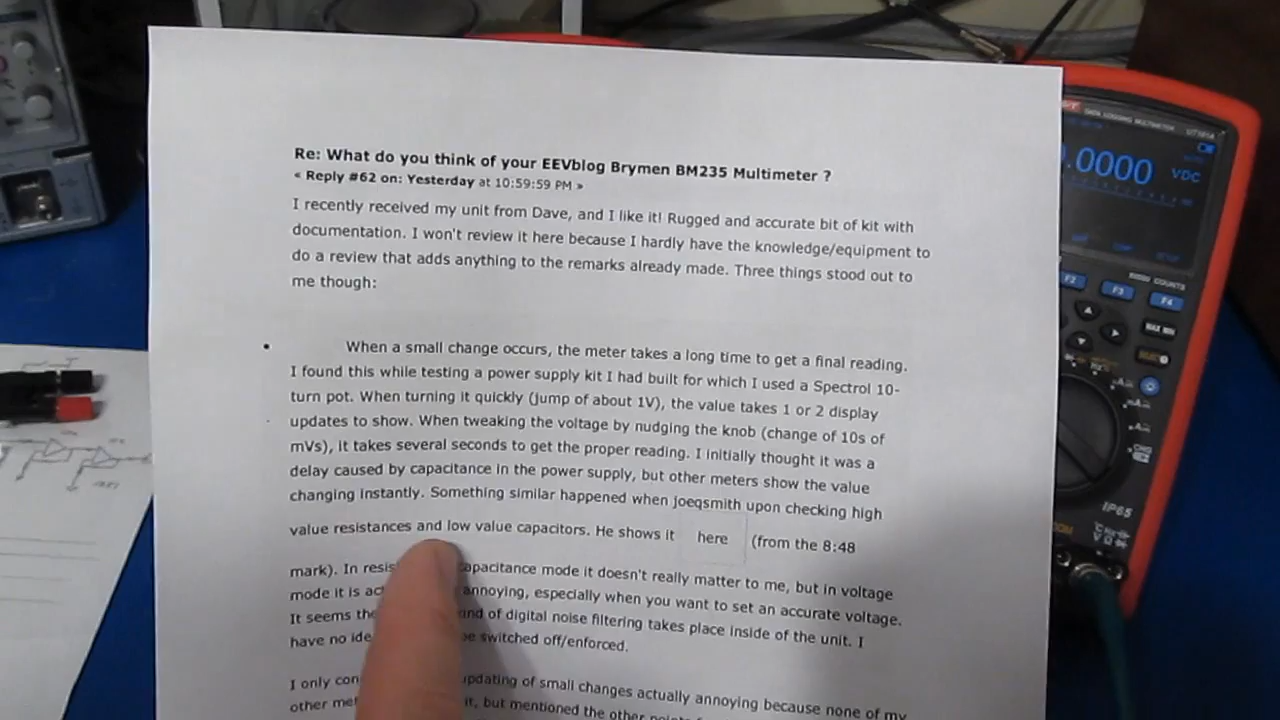 Re: What do you think of your EEVblog Brymen BM235 Multimeter ?
« Reply #62 on: Yesterday at 10:59:59 PM »
I recently received my unit from Dave, and I like it! Rugged and accurate bit of kit with
documentation. I won't review it here because I hardly have the knowledge/equipment to
do a review that adds anything to the remarks already made. Three things stood out to
me though:
• When a small change occurs, the meter takes a long time to get a final reading.
I found this while testing a power supply kit I had built for which I used a Spectrol 10-
turn pot. When turning it quickly (jump of about 1V), the value takes 1 or 2 display
updates to show. When tweaking the voltage by nudging the knob (change of 10s of
mVs), it takes several seconds to get the proper reading. I initially thought it was a
delay caused by capacitance in the power supply, but other meters show the value
changing instantly. Something similar happened when joeqsmith upon checking high
value resistances and low value capacitors. He shows it here (from the 8:48
mark). In resis apacitance mode it doesn't really matter to me, but in voltage
mode it is ac annoying, especially when you want to set an accurate voltage.
It seems the ind of digital noise filtering takes place inside of the unit. I
have no ide be switched off/enforced.
I only con updating of small changes actually annoying because none of my
other met it, but mentioned the other
DATA LOGGING MULTIMETER UT181A
.0000 VDC
60000 COUNTS
F2 F3 F4
MAX MIN
IP65